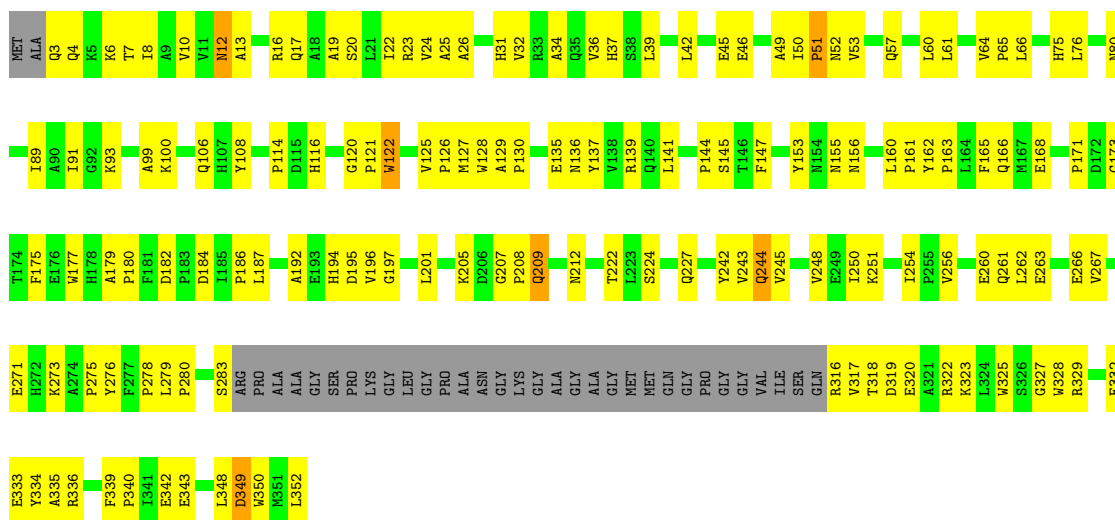 MET ALA Q3 Q4 K5 K6 T7 I8 A9 V10 V11 N12 A13 R16 Q17 A18 A19 S20 L21 I22 R23 V24 A25 A26 H31 V32 R33 A34 Q35 V36 H37 S38 L39 L42 E45 E46 A49 I50 P51 N52 V53 Q57 L60 L61 V64 P65 L66 H75 L76 N80
I89 A90 I91 G92 K93 A99 K100 Q106 H107 Y108 P114 D115 H116 G120 P121 W122 V125 P126 M127 W128 A129 P130 E135 N136 Y137 V138 R139 Q140 L141 P144 S145 T146 F147 Y153 N154 N155 N156 L160 P161 Y162 P163 L164 F165 Q166 M167 E168 P171 D172 G173
T174 F175 E176 W177 H178 A179 P180 F181 D182 P183 D184 I185 P186 L187 A192 E193 H194 D195 V196 G197 L201 K205 D206 G207 P208 Q209 N212 T222 L223 S224 Q227 Y242 V243 Q244 V245 V248 E249 I250 K251 I254 P255 V256 E260 Q261 L262 E263 E266 V267
E271 H272 K273 A274 P275 Y276 F277 P278 L279 P280 S283 ARG PRO ALA ALA GLY SER PRO LYS GLY LEU GLY PRO ALA ASN GLY LYS GLY ALA GLY ALA GLY MET MET GLN GLY PRO GLY GLY VAL ILE SER GLN R316 V317 T318 D319 E320 A321 R322 K323 L324 W325 S326 G327 W328 R329 E332
E333 Y334 A335 R336 F339 P340 I341 E342 E343 L348 D349 W350 M351 L352